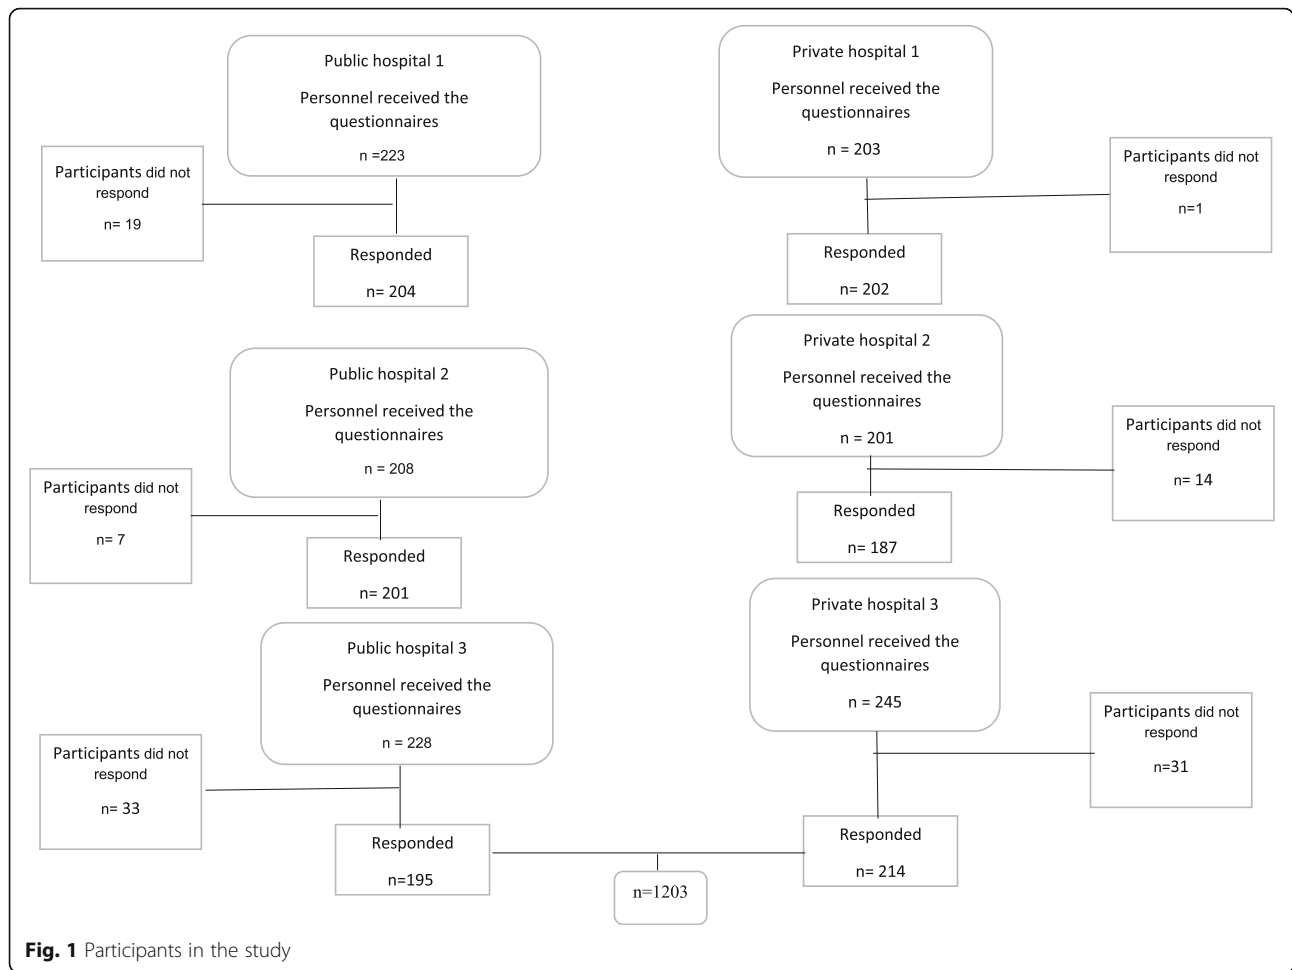 Public hospital 1
Personnel received the
questionnaires
n =223
Participants did not
respond
n= 19
Responded
n= 204
Public hospital 2
Personnel received the
questionnaires
n = 208
Participants did not
respond
n= 7
Responded
n= 201
Public hospital 3
Personnel received the
questionnaires
n = 228
Participants did not
respond
n= 33
Responded
n=195
Private hospital 1
Personnel received the
questionnaires
n = 203
Participants did not
respond
n=1
Responded
n= 202
Private hospital 2
Personnel received the
questionnaires
n = 201
Participants did not
respond
n= 14
Responded
n= 187
Private hospital 3
Personnel received the
questionnaires
n = 245
Participants did not
respond
n=31
Responded
n= 214
n=1203
Fig. 1 Participants in the study